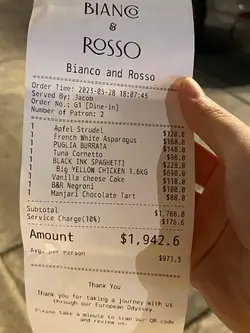 BIANCO
&
ROSSO
Bianco and Rosso
Order Time: 2023-05-28 18:07:45
Served By: Jacob
Order No.: G1 [Dine-in]
Number of Patron: 2
1 Apfel Strudel $120.0
1 French White Asparagus $168.0
1 PUGLIA BURRATA $148.0
1 Tuna Cornetto $98.0
1 BLACK INK SPAGHETTI $228.0
1 Big YELLOW CHICKEN 1.6KG $698.0
1 Vanilla cheese Cake $118.0
1 B&R Negroni $100.0
1 Manjari Chocolate Tart $88.0
Subtotal $1,766.0
Service Charge(10%) $176.6
Amount $1,942.6
Avg. per Person $971.3
Thank You
Thank you for taking a journey with us
through our European Odyssey.
Please take a minute to scan our QR code
and review us.